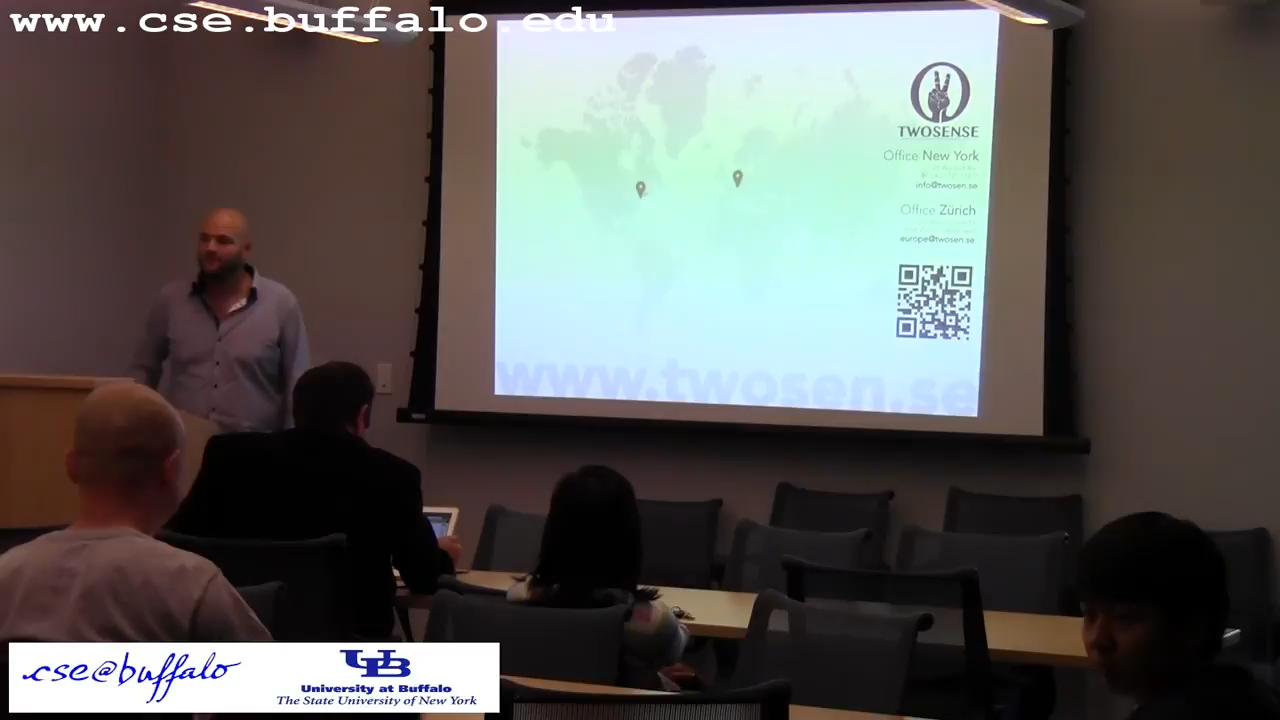 www.cse.buffalo.edu
TWOSENSE
Office New York
info@twosen.se
Office Zürich
europe@twosen.se
www.twosen.se
cse@buffalo
UB
University at Buffalo
The State University of New York